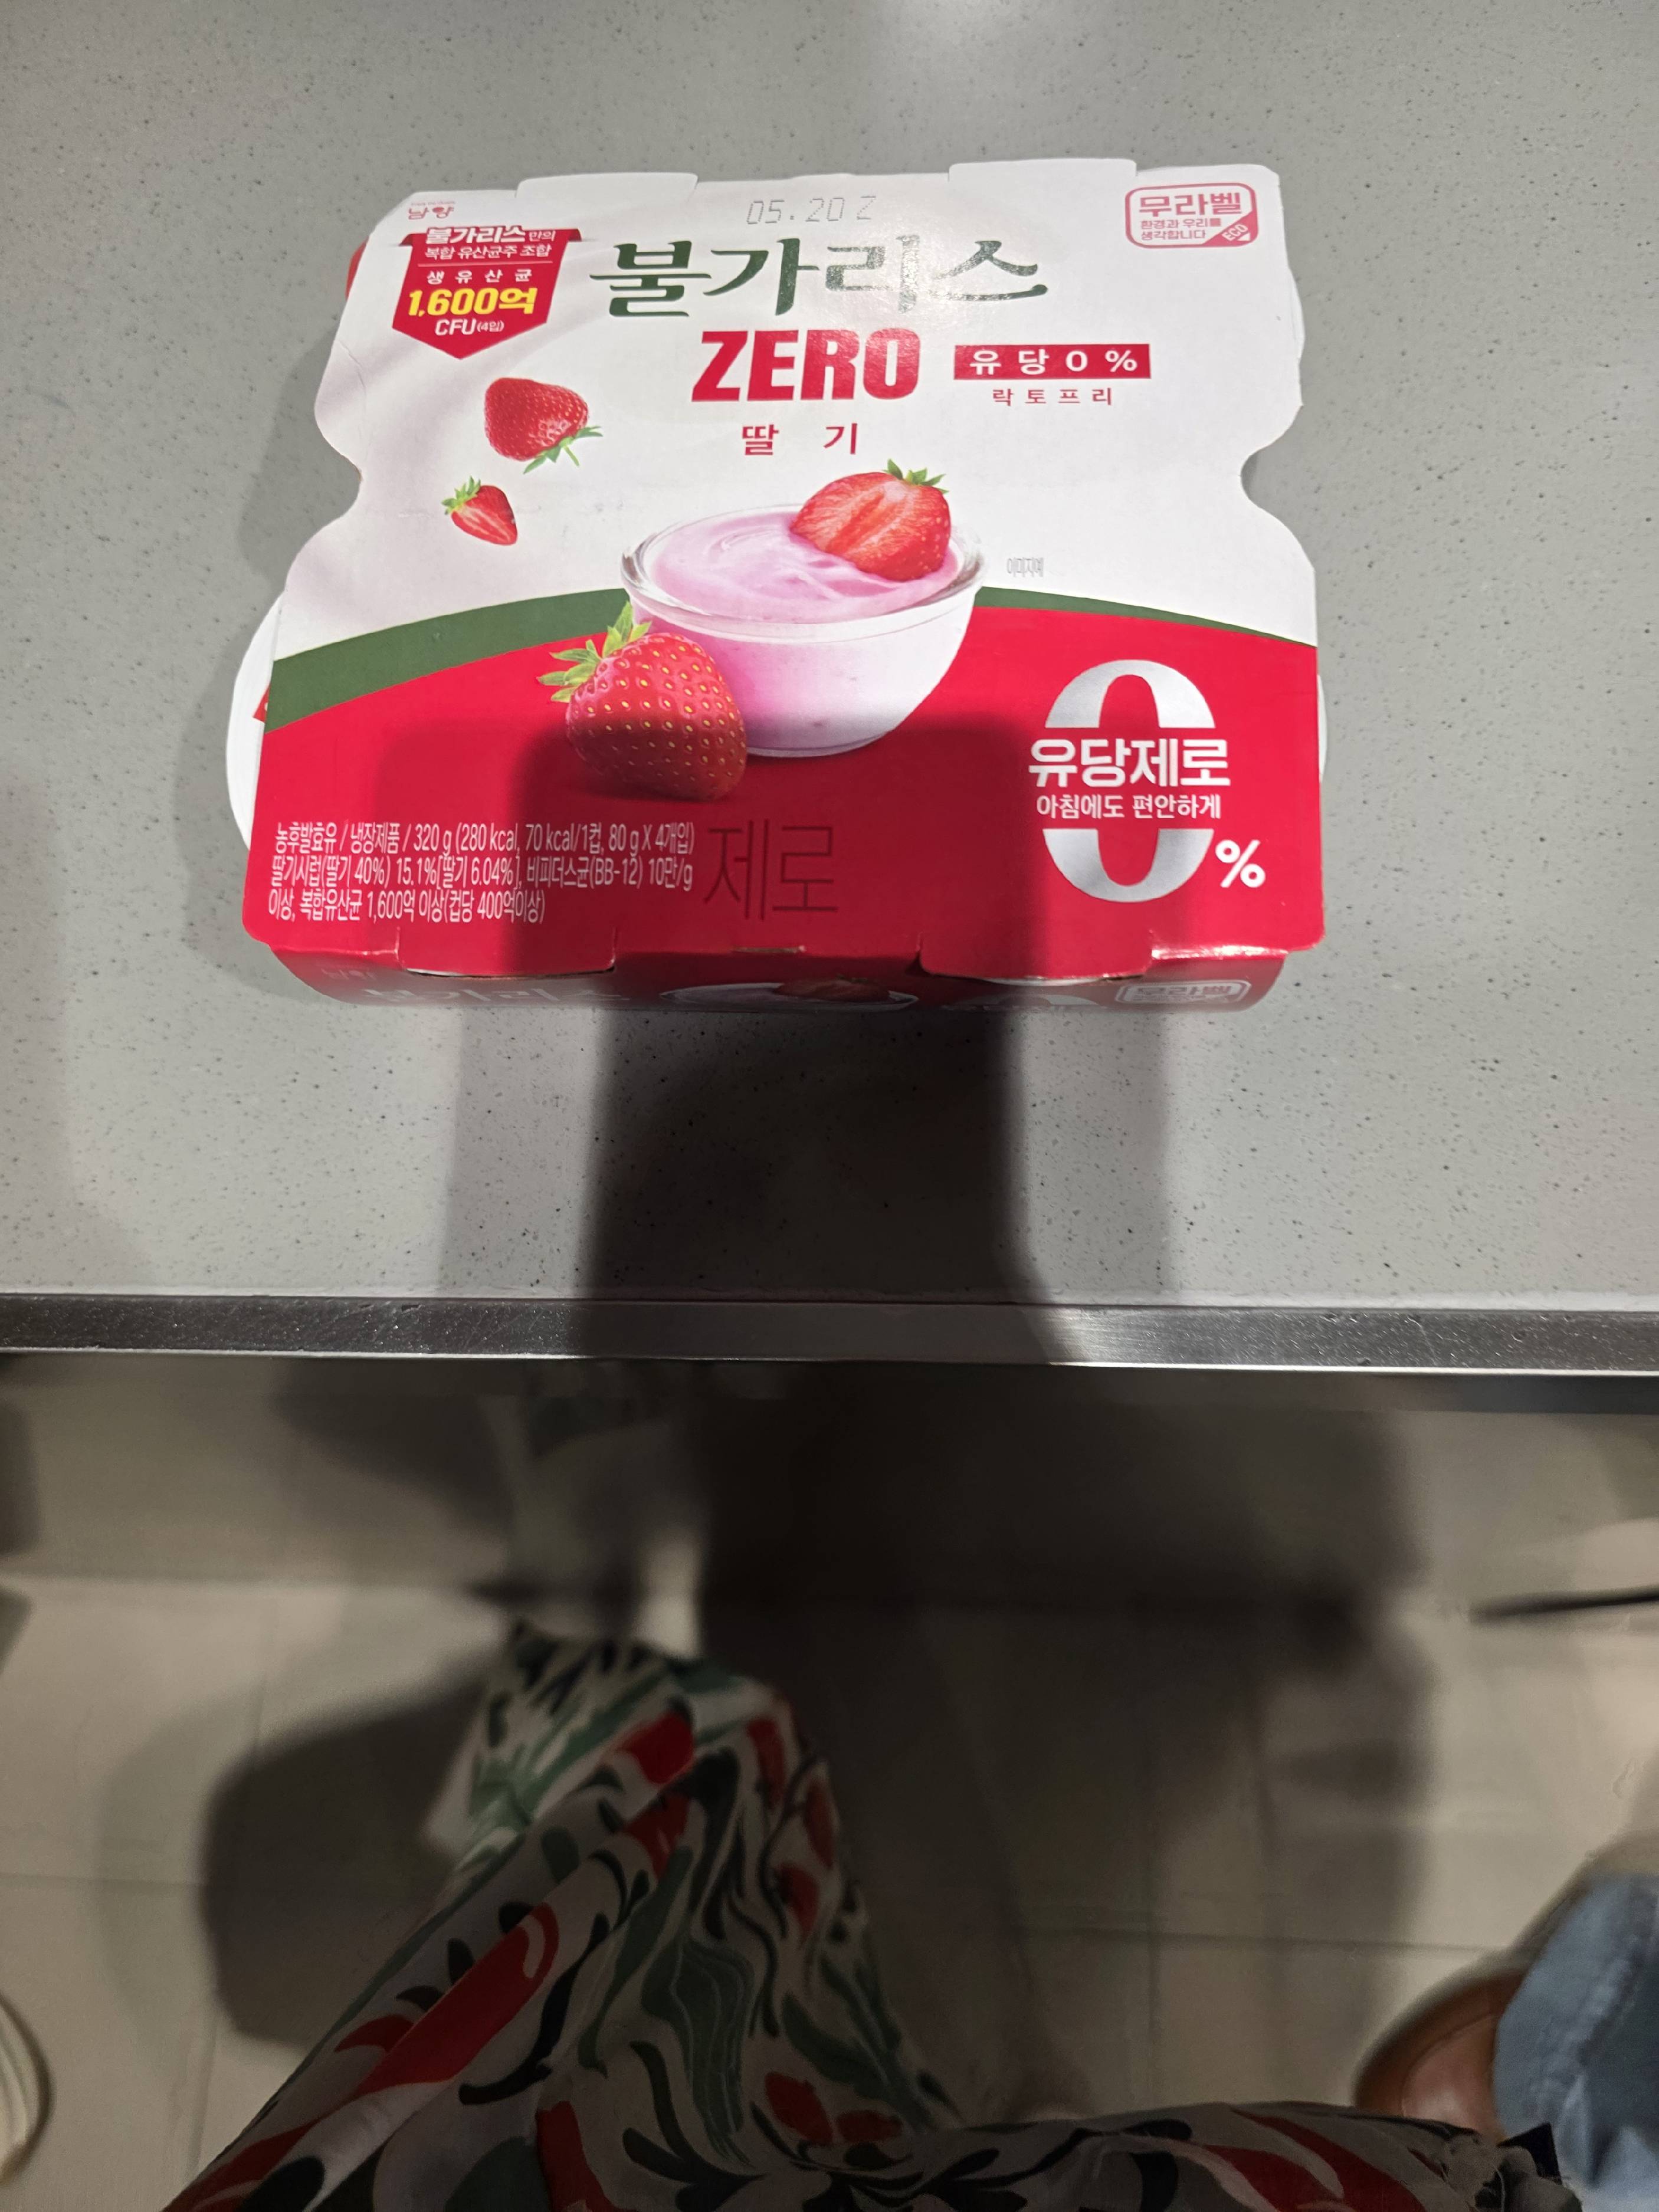 남양
05. 20 Z
무라벨
환경과 우리를
생각합니다
ECO
불가리스만의
복합 유산균주 조합
생유산균
1,600억
CFU(4입)
불가리스
ZERO
유당 0 %
락토프리
딸기
이미지예
0
유당제로
아침에도 편안하게
%
농후발효유 / 냉장제품 / 320 g (280 kcal, 70 kcal/1컵, 80 g X 4개입)
딸기시럽(딸기 40%) 15.1%[딸기 6.04%], 비피더스균(BB-12) 10만/g
이상, 복합유산균 1,600억 이상(컵당 400억이상)
제로
남양
불가리스
무라벨